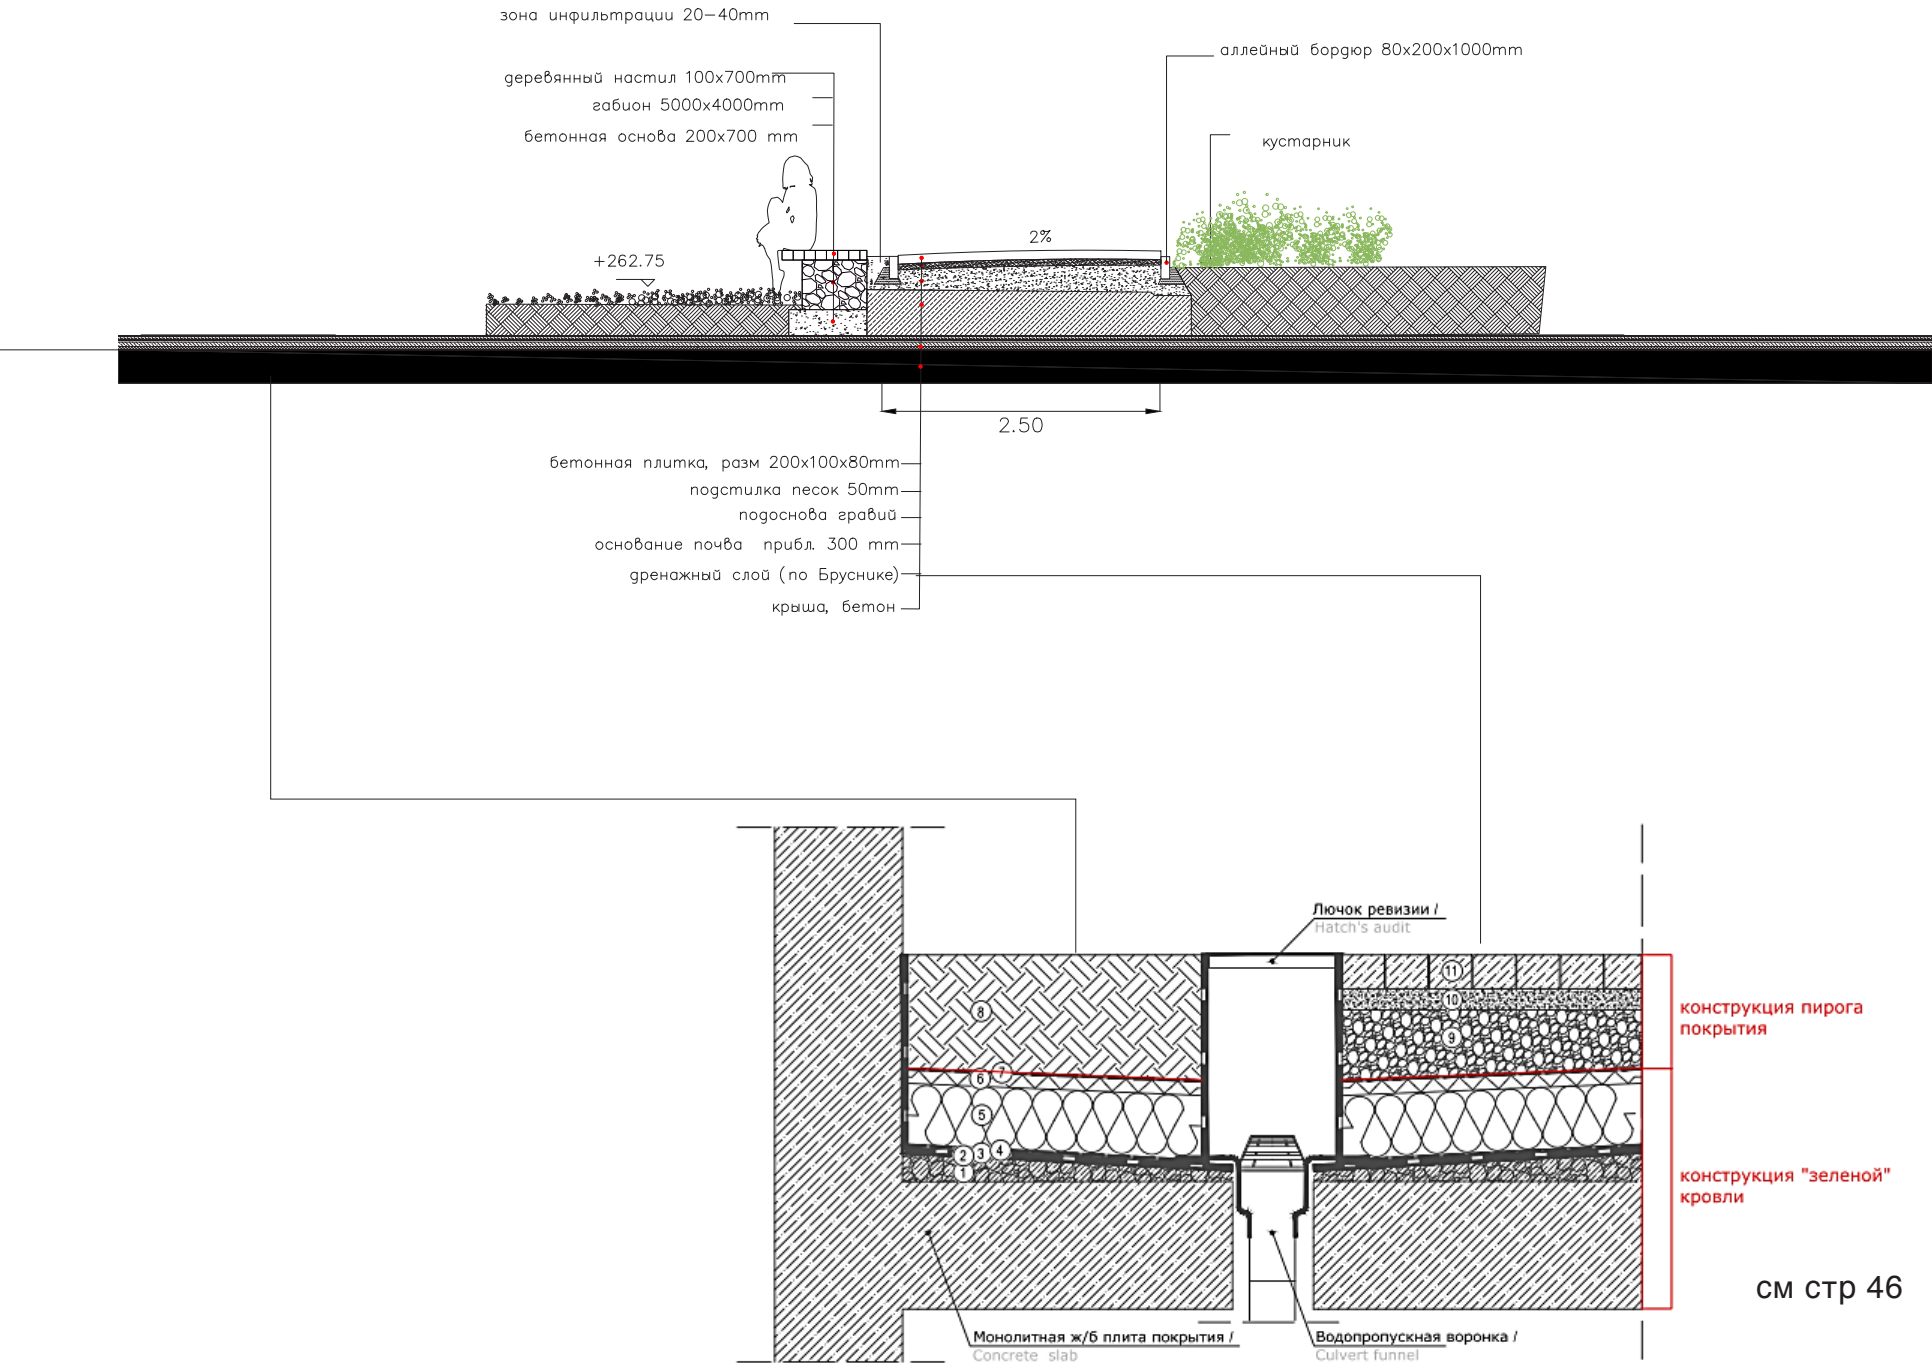 зона инфильтрации 20-40mm
аллейный бордюр 80x200x1000mm
деревянный настил 100x700mm
габион 5000x4000mm
бетонная основа 200x700 mm
кустарник
2%
+262.75
2.50
бетонная плитка, разм 200x100x80mm
подстилка песок 50mm
подоснова гравий
основание почва прибл. 300 mm
дренажный слой (по Бруснике)
крыша, бетон
Лючок ревизии /
Hatch's audit
11
10
9
8
7
6
5
4
3
2
1
конструкция пирога
покрытия
конструкция "зеленой"
кровли
см стр 46
Монолитная ж/б плита покрытия /
Concrete slab
Водопропускная воронка /
Culvert funnel